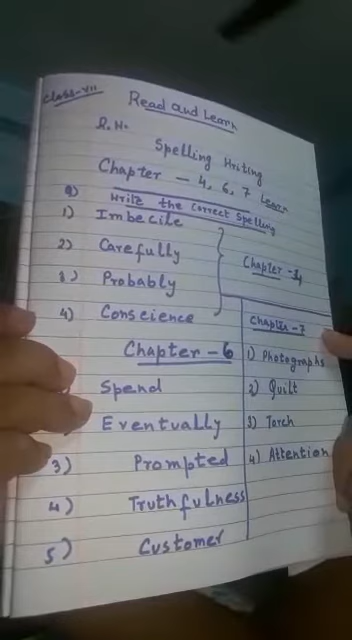 Class-VII
Read and Learn
R.H.
Spelling Writing
Chapter - 4, 6, 7 Learn
Q) Write the correct Spelling
1) Imbecile
2) Carefully
3) Probably
4) Conscience
Chapter - 4
Chapter - 6
Spend
Eventually
3) Prompted
4) Truthfulness
5) Customer
Chapter - 7
1) Photographs
2) Quilt
3) Torch
4) Attention